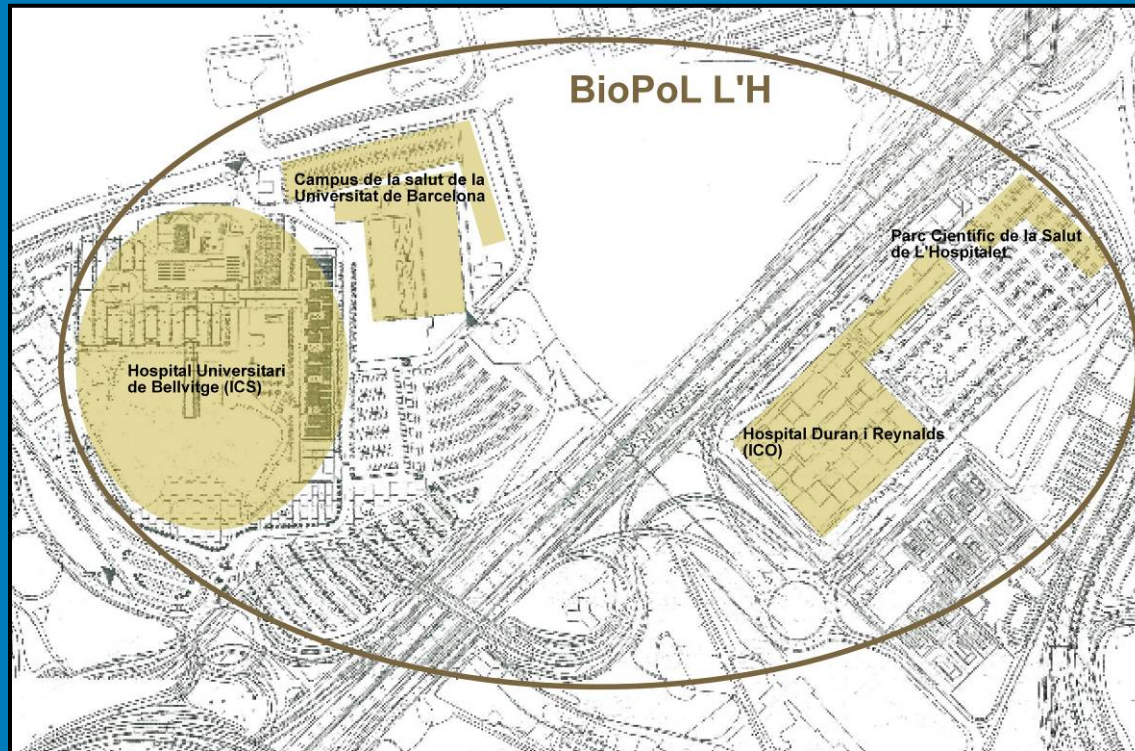 BioPoL L'H
Campus de la salut de la
Universitat de Barcelona
Parc Científic de la Salut
de L'Hospitalet
Hospital Universitari
de Bellvitge (ICS)
Hospital Duran i Reynalds
(ICO)